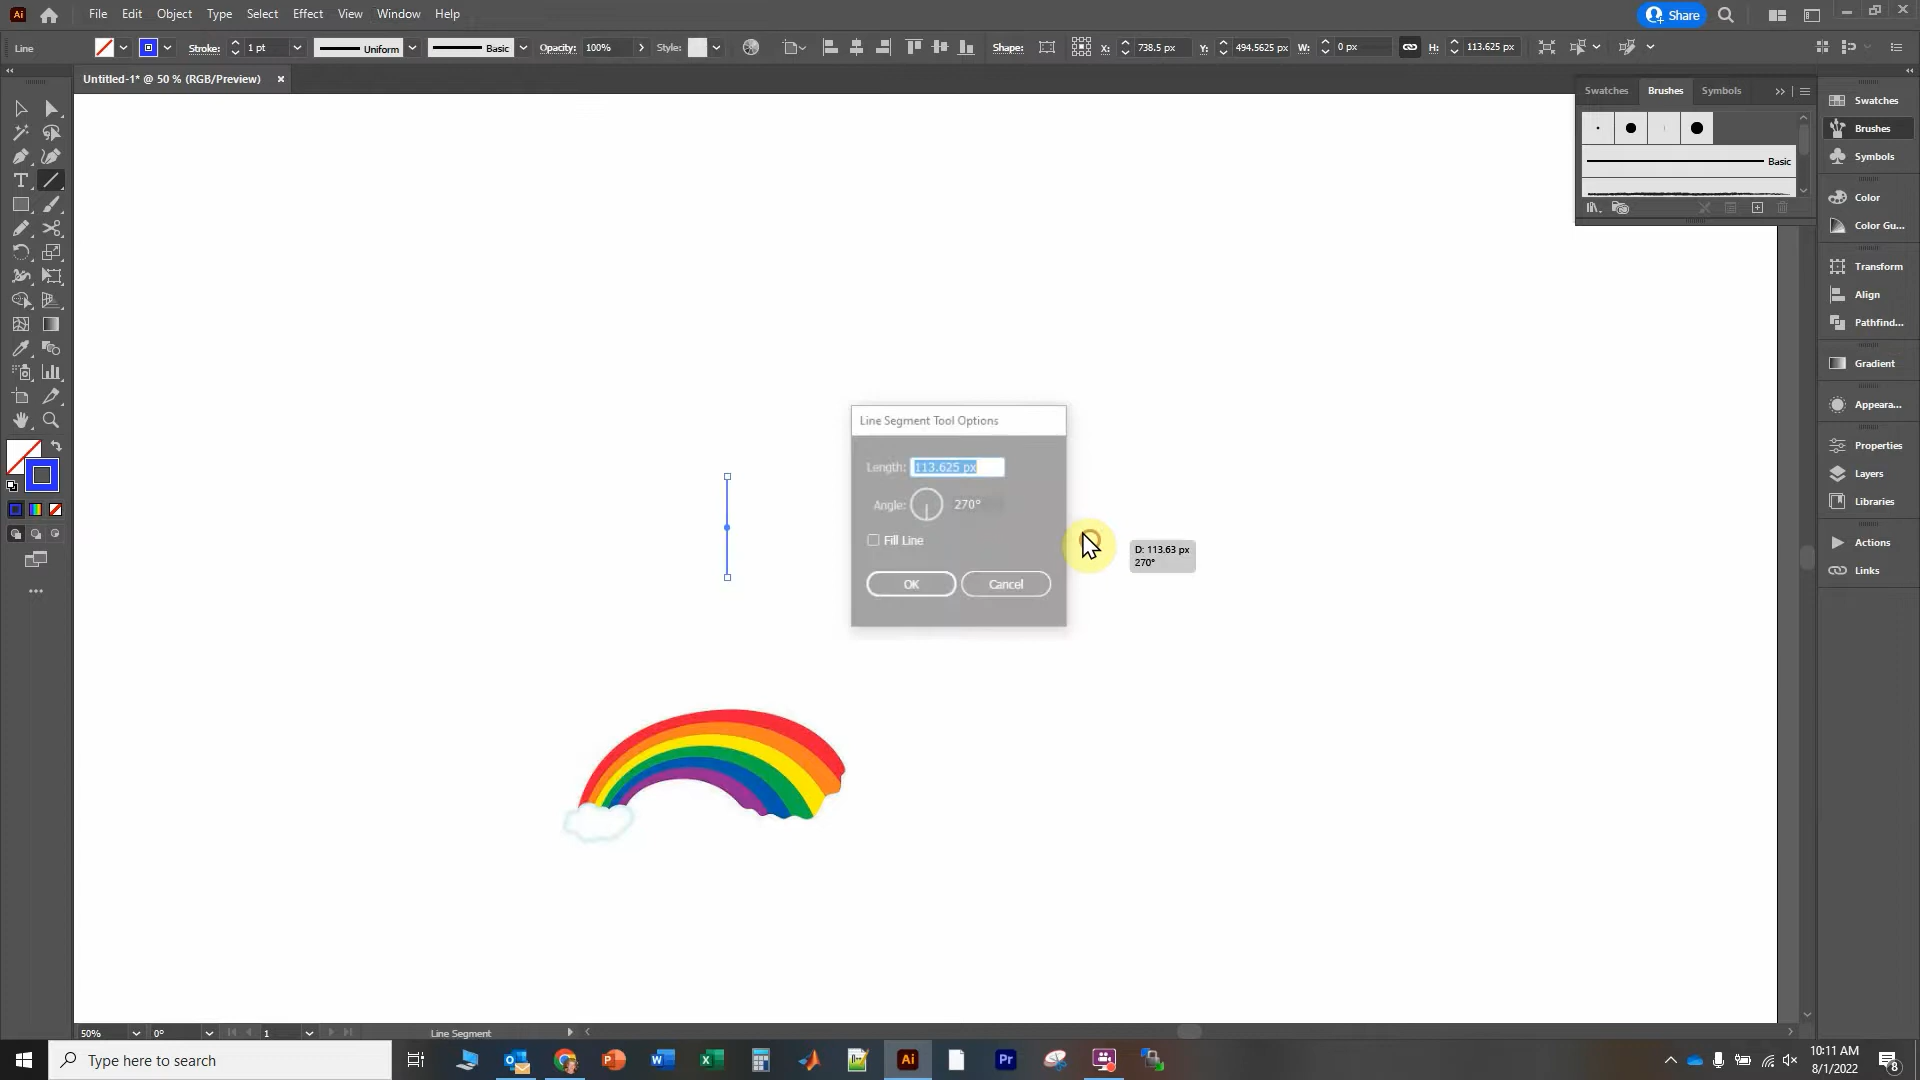 Ai File Edit Object Type Select Effect View Window Help Share
Line Stroke: 1 pt Uniform Basic Opacity: 100% Style: Shape: X: 738.5 px Y: 494.5625 px W: 0 px H: 113.625 px
Untitled-1* @ 50 % (RGB/Preview) ×
Swatches Brushes Symbols
Basic
Swatches
Brushes
Symbols
Color
Color Gu...
Transform
Align
Pathfind...
Gradient
Appeara...
Properties
Layers
Libraries
Actions
Links
Line Segment Tool Options
Length: 113.625 px
Angle: 270°
Fill Line
OK Cancel
D: 113.63 px
270°
50% 0° 1 Line Segment
Type here to search
Ai Pr
10:11 AM
8/1/2022
8